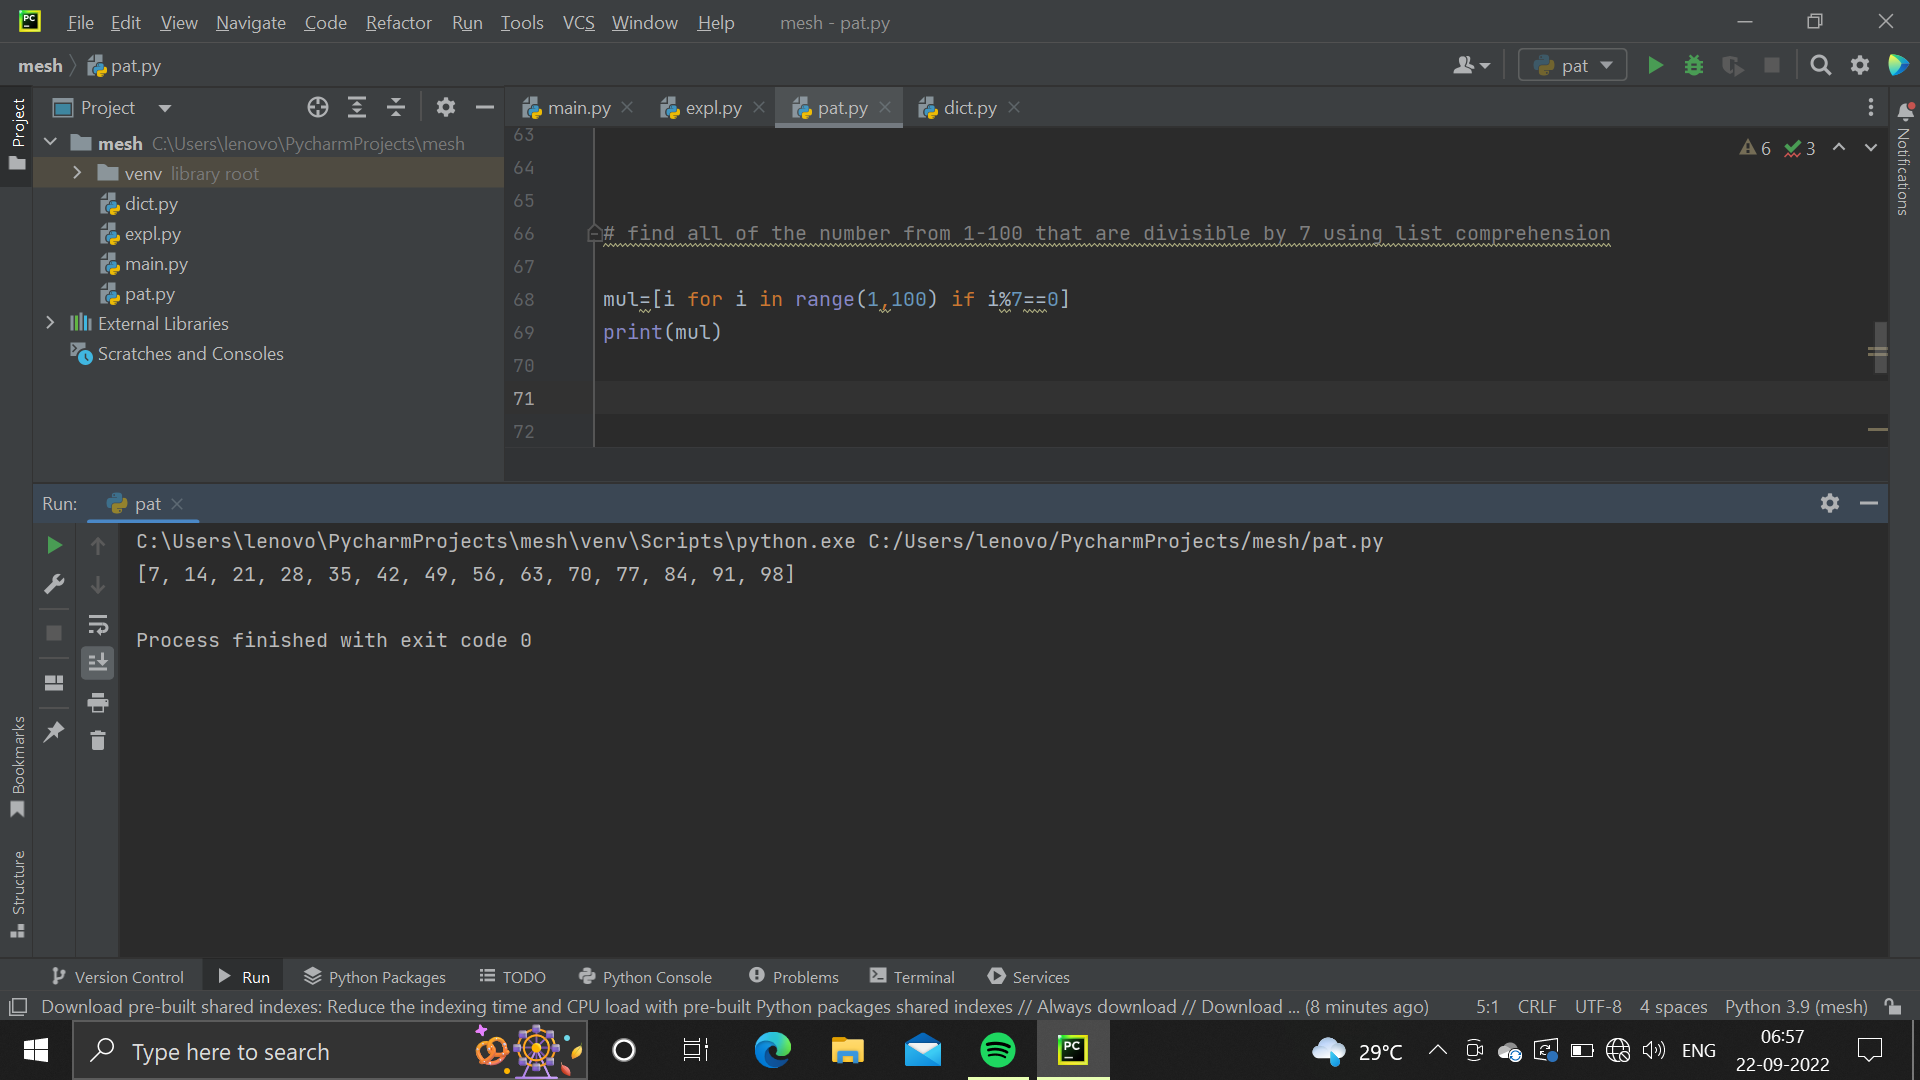 PC File Edit View Navigate Code Refactor Run Tools VCS Window Help mesh - pat.py
mesh pat.py pat
Project
Project
main.py expl.py pat.py dict.py
mesh C:\Users\lenovo\PycharmProjects\mesh
venv library root
dict.py
expl.py
main.py
pat.py
External Libraries
Scratches and Consoles
63
6 3
64
65
66 # find all of the number from 1-100 that are divisible by 7 using list comprehension
67
68 mul=[i for i in range(1,100) if i%7==0]
69 print(mul)
70
71
72
Notifications
Run: pat
C:\Users\lenovo\PycharmProjects\mesh\venv\Scripts\python.exe C:/Users/lenovo/PycharmProjects/mesh/pat.py
[7, 14, 21, 28, 35, 42, 49, 56, 63, 70, 77, 84, 91, 98]
Process finished with exit code 0
Bookmarks
Structure
Version Control Run Python Packages TODO Python Console Problems Terminal Services
Download pre-built shared indexes: Reduce the indexing time and CPU load with pre-built Python packages shared indexes // Always download // Download ... (8 minutes ago) 5:1 CRLF UTF-8 4 spaces Python 3.9 (mesh)
Type here to search PC 29°C ENG 06:57
22-09-2022